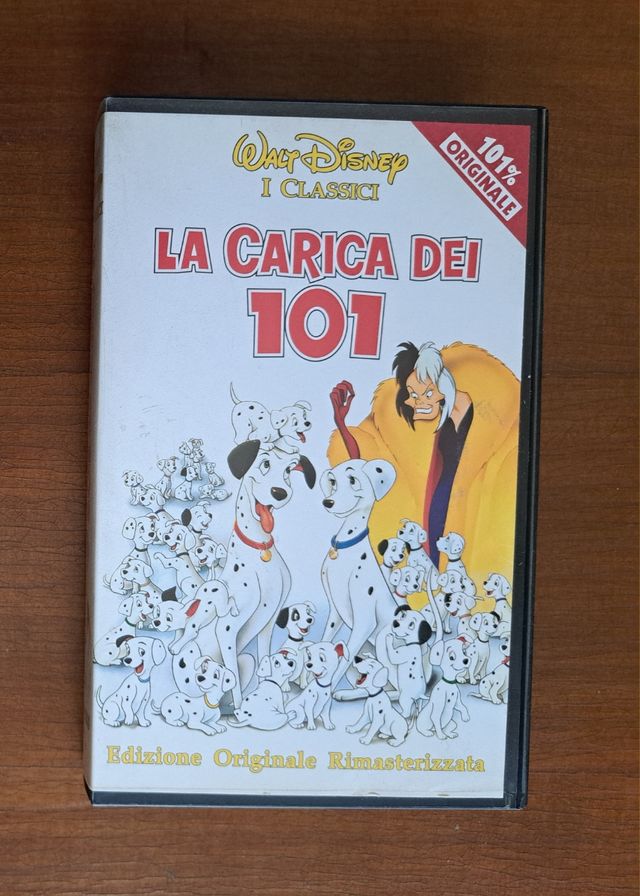 WALT DISNEY
I CLASSICI
101%
ORIGINALE
LA CARICA DEI
101
Edizione Originale Rimasterizzata